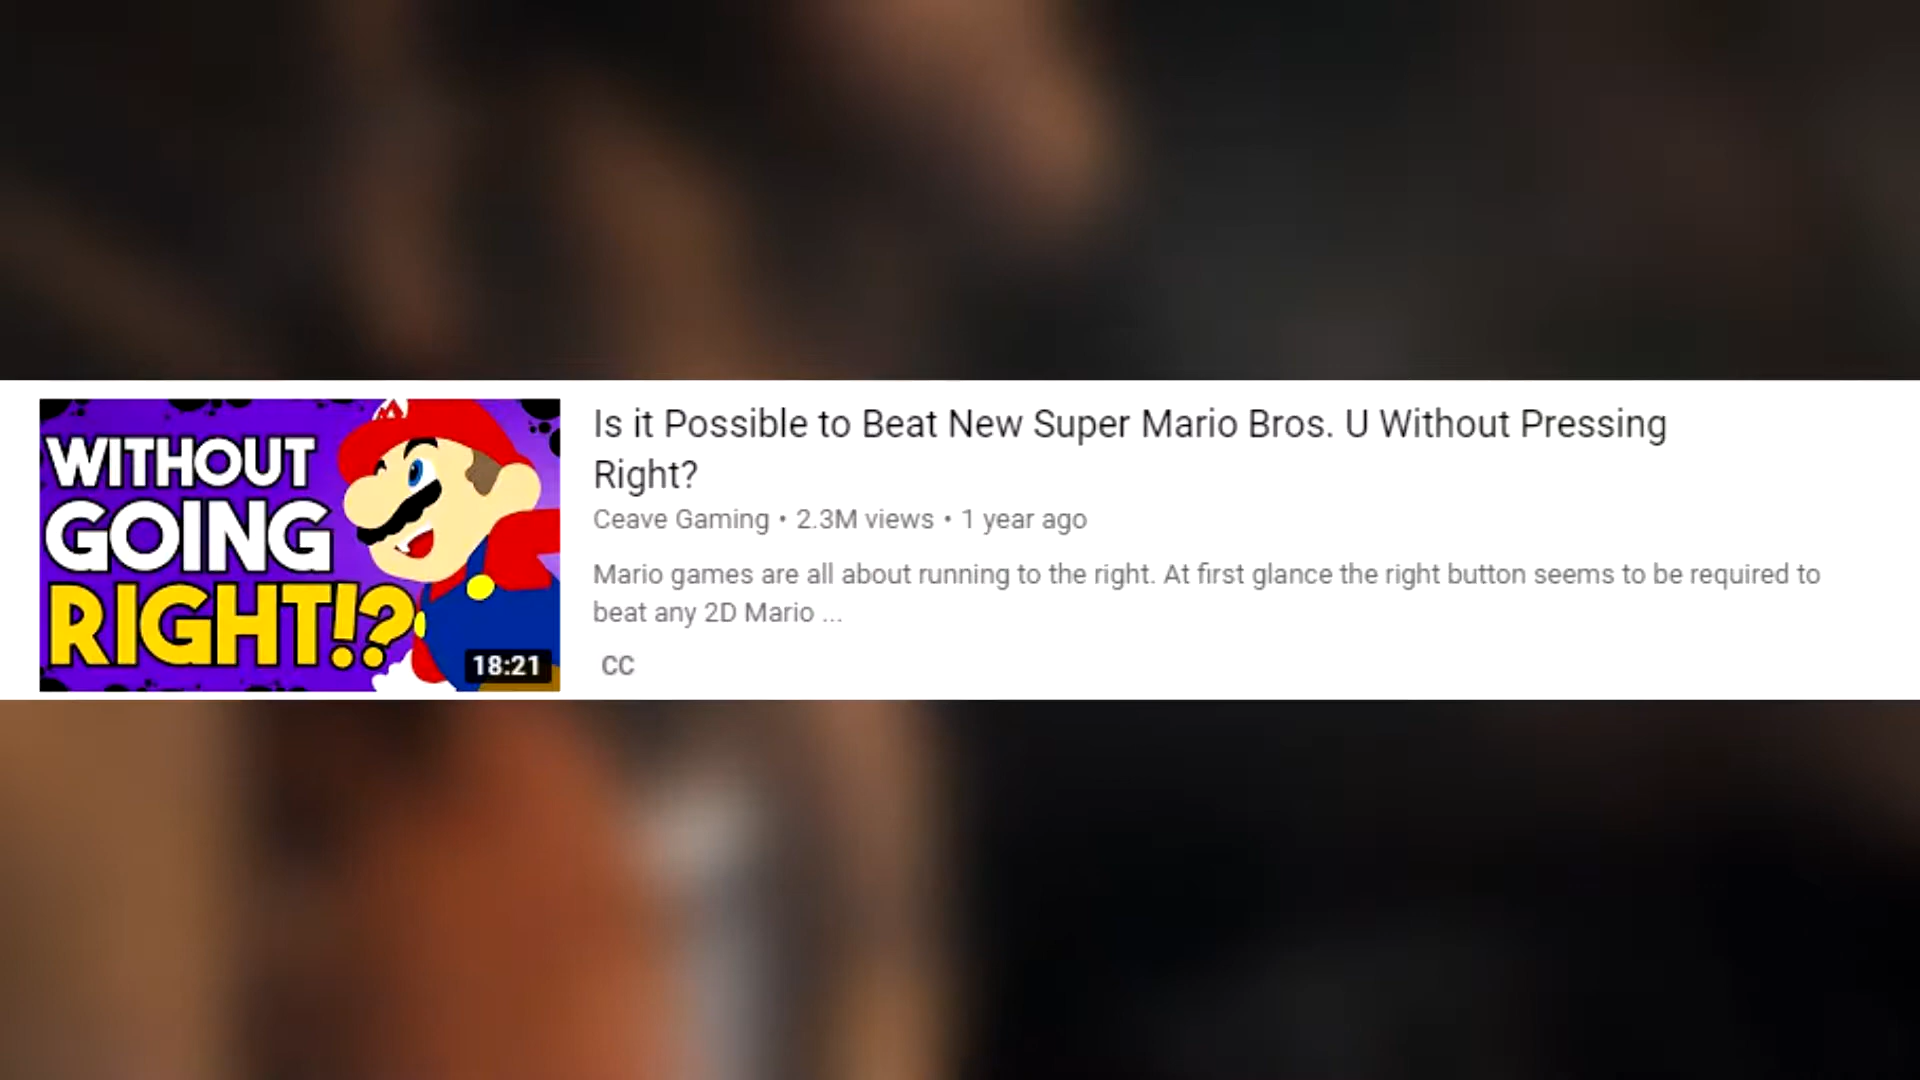 WITHOUT
GOING
RIGHT!?
18:21
Is it Possible to Beat New Super Mario Bros. U Without Pressing
Right?
Ceave Gaming • 2.3M views • 1 year ago
Mario games are all about running to the right. At first glance the right button seems to be required to
beat any 2D Mario ...
CC